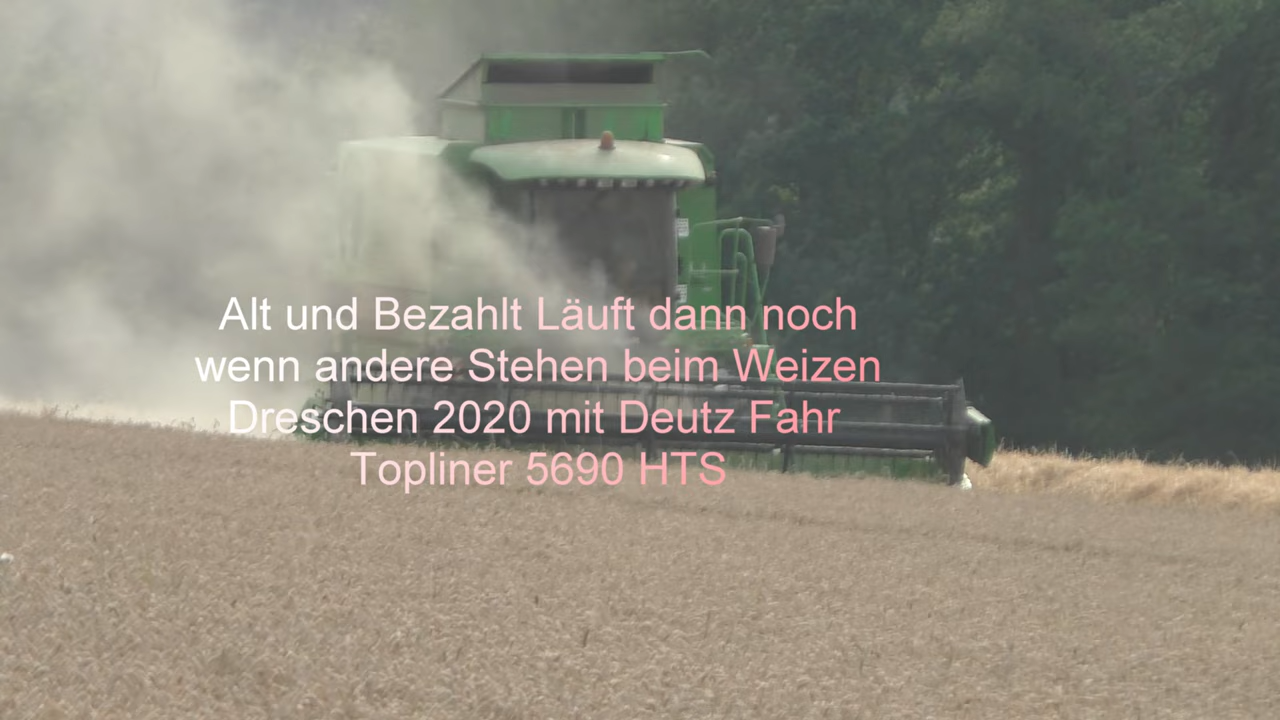 Alt und Bezahlt Läuft dann noch
wenn andere Stehen beim Weizen
Dreschen 2020 mit Deutz Fahr
Topliner 5690 HTS